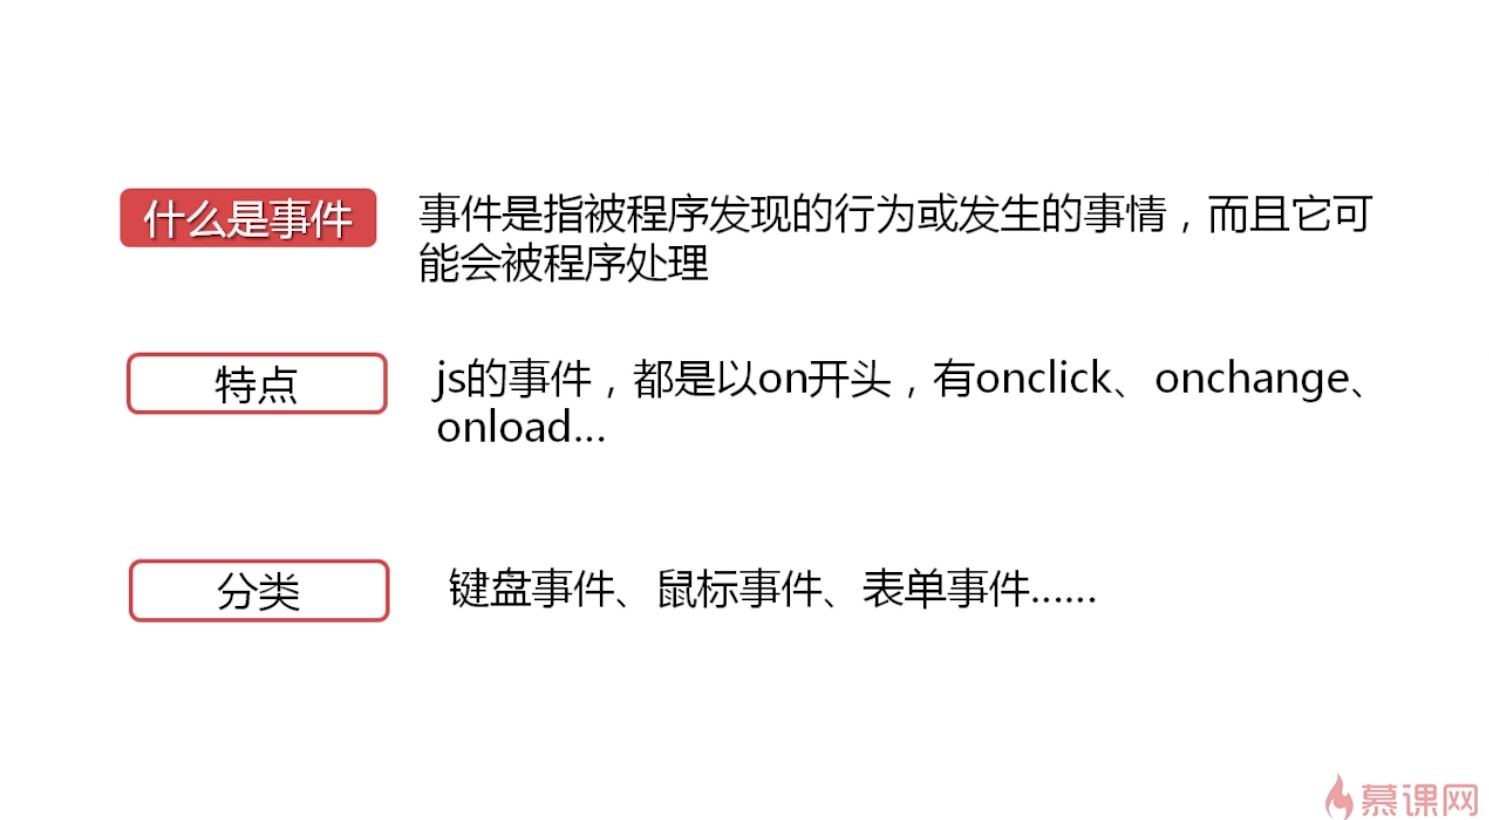 什么是事件
事件是指被程序发现的行为或发生的事情，而且它可
能会被程序处理
特点
js的事件，都是以on开头，有onclick、onchange、
onload...
分类
键盘事件、鼠标事件、表单事件......
慕课网